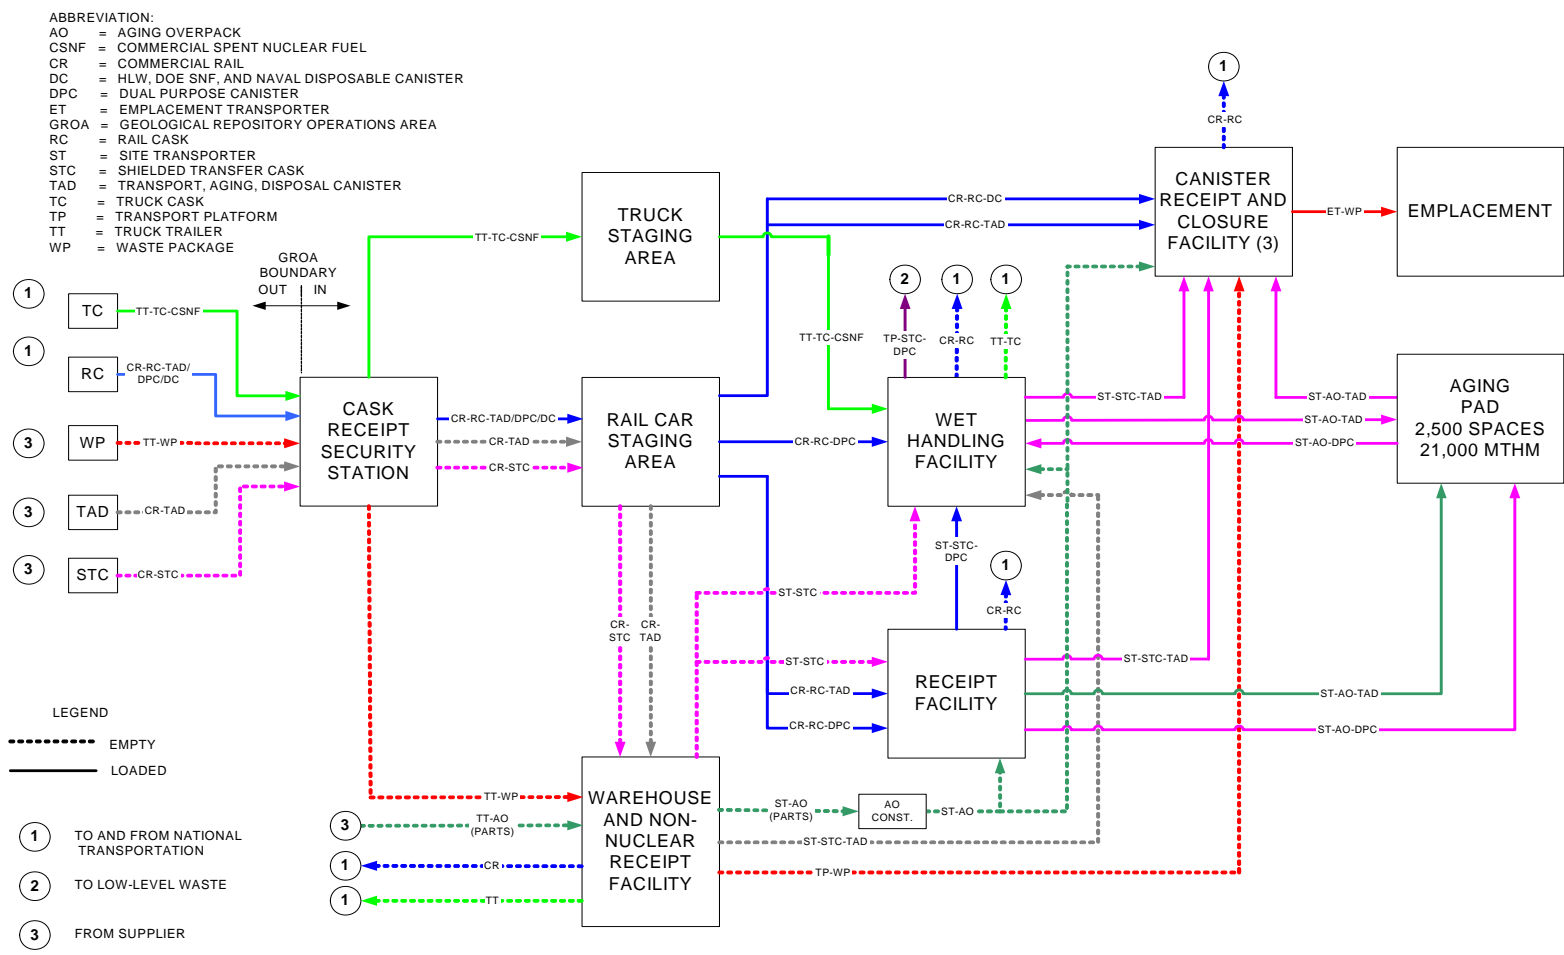 ABBREVIATION:
AO = AGING OVERPACK
CSNF = COMMERCIAL SPENT NUCLEAR FUEL
CR = COMMERCIAL RAIL
DC = HLW, DOE SNF, AND NAVAL DISPOSABLE CANISTER
DPC = DUAL PURPOSE CANISTER
ET = EMPLACEMENT TRANSPORTER
GROA = GEOLOGICAL REPOSITORY OPERATIONS AREA
RC = RAIL CASK
ST = SITE TRANSPORTER
STC = SHIELDED TRANSFER CASK
TAD = TRANSPORT, AGING, DISPOSAL CANISTER
TC = TRUCK CASK
TP = TRANSPORT PLATFORM
TT = TRUCK TRAILER
WP = WASTE PACKAGE
GROA
BOUNDARY
OUT IN
1
TC
TT-TC-CSNF
1
RC
CR-RC-TAD/
DPC/DC
3
WP
TT-WP
3
TAD
CR-TAD
3
STC
CR-STC
CASK
RECEIPT
SECURITY
STATION
TT-TC-CSNF
TRUCK
STAGING
AREA
CR-RC-TAD/DPC/DC
CR-TAD
CR-STC
RAIL CAR
STAGING
AREA
CR-RC-DC
CR-RC-TAD
TT-TC-CSNF
CR-RC-DPC
1
CR-RC
CANISTER
RECEIPT AND
CLOSURE
FACILITY (3)
ET-WP
EMPLACEMENT
2
TP-STC-
DPC
1
CR-RC
1
TT-TC
WET
HANDLING
FACILITY
ST-STC-TAD
ST-AO-TAD
ST-AO-TAD
ST-AO-DPC
AGING
PAD
2,500 SPACES
21,000 MTHM
ST-STC-
DPC
1
CR-RC
CR-
STC
CR-
TAD
ST-STC
ST-STC
CR-RC-TAD
CR-RC-DPC
RECEIPT
FACILITY
ST-STC-TAD
ST-AO-TAD
ST-AO-DPC
TT-WP
3
TT-AO
(PARTS)
1
CR
1
TT
WAREHOUSE
AND NON-
NUCLEAR
RECEIPT
FACILITY
ST-AO
(PARTS)
AO
CONST.
ST-AO
ST-STC-TAD
TP-WP
LEGEND
EMPTY
LOADED
1 TO AND FROM NATIONAL
TRANSPORTATION
2 TO LOW-LEVEL WASTE
3 FROM SUPPLIER